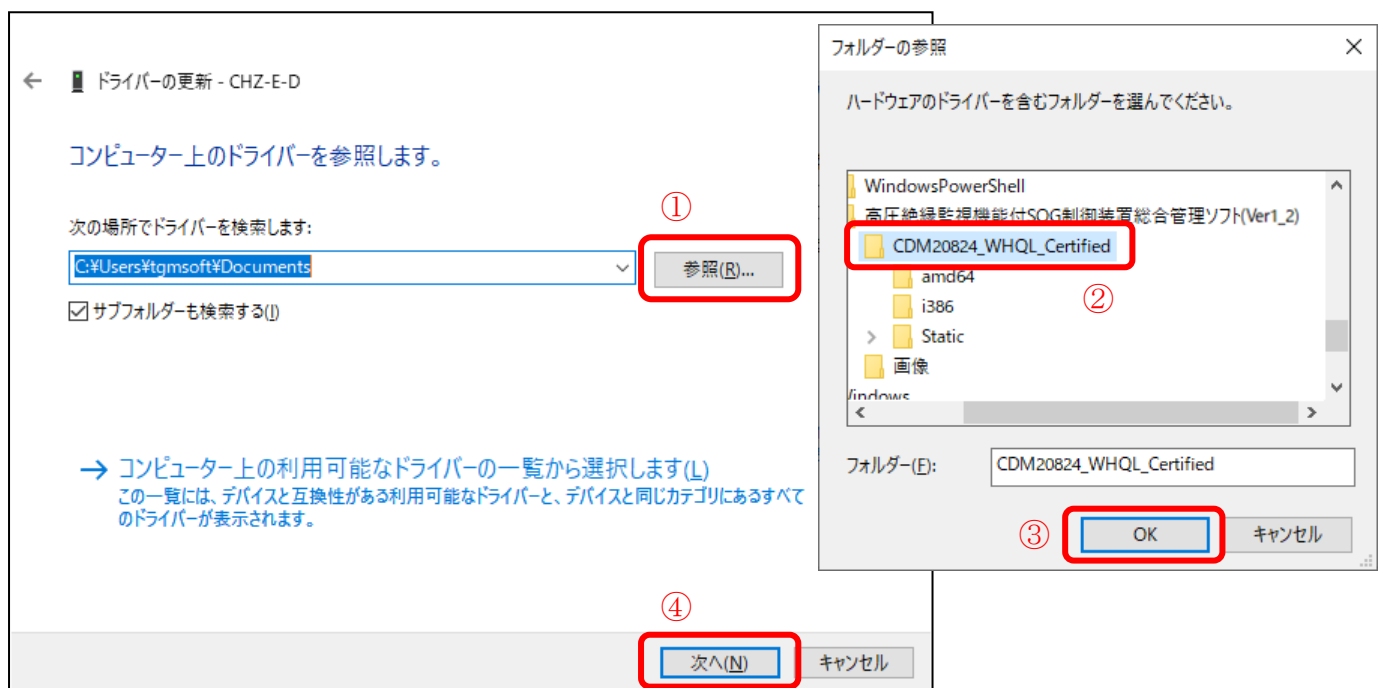 ← ドライバーの更新 - CHZ-E-D
コンピューター上のドライバーを参照します。
次の場所でドライバーを検索します:
①
C:¥Users¥tgmsoft¥Documents
参照(R)...
サブフォルダーも検索する(I)
→ コンピューター上の利用可能なドライバーの一覧から選択します(L)
この一覧には、デバイスと互換性がある利用可能なドライバーと、デバイスと同じカテゴリにあるすべて
のドライバーが表示されます。
④
次へ(N)
キャンセル
フォルダーの参照
ハードウェアのドライバーを含むフォルダーを選んでください。
WindowsPowerShell
高圧絶縁監視機能付SOG制御装置総合管理ソフト(Ver1_2)
CDM20824_WHQL_Certified
amd64
②
i386
Static
画像
Windows
フォルダー(F):
CDM20824_WHQL_Certified
③
OK
キャンセル